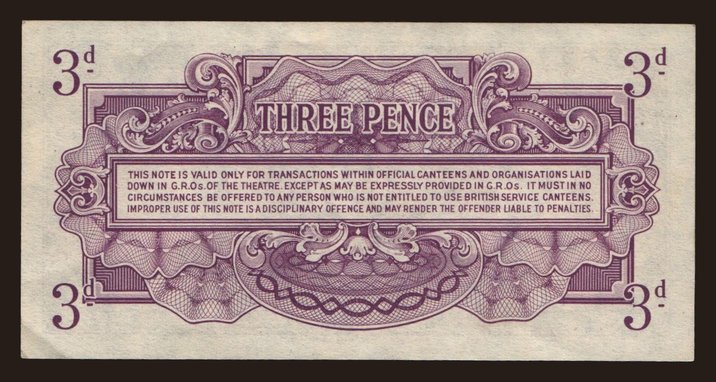 3d 3d
THREE PENCE
THIS NOTE IS VALID ONLY FOR TRANSACTIONS WITHIN OFFICIAL CANTEENS AND ORGANISATIONS LAID
DOWN IN G.R.Os. OF THE THEATRE. EXCEPT AS MAY BE EXPRESSLY PROVIDED IN G.R.Os. IT MUST IN NO
CIRCUMSTANCES BE OFFERED TO ANY PERSON WHO IS NOT ENTITLED TO USE BRITISH SERVICE CANTEENS.
IMPROPER USE OF THIS NOTE IS A DISCIPLINARY OFFENCE AND MAY RENDER THE OFFENDER LIABLE TO PENALTIES.
3d 3d